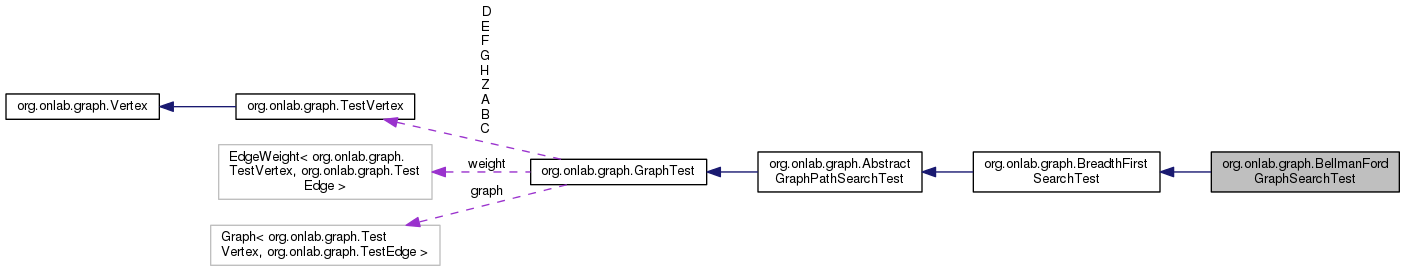 D
E
F
G
H
Z
A
B
C
org.onlab.graph.Vertex
org.onlab.graph.TestVertex
EdgeWeight< org.onlab.graph.
TestVertex, org.onlab.graph.Test
Edge >
weight
graph
Graph< org.onlab.graph.Test
Vertex, org.onlab.graph.TestEdge >
org.onlab.graph.GraphTest
org.onlab.graph.Abstract
GraphPathSearchTest
org.onlab.graph.BreadthFirst
SearchTest
org.onlab.graph.BellmanFord
GraphSearchTest